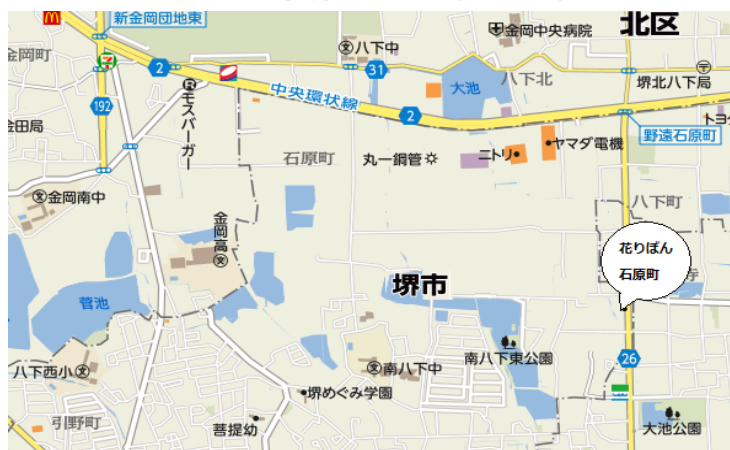 新金岡団地東
金岡中央病院
北区
八下中
金岡町
2
31
八下北
堺北八下局
大池
192
中央環状線
2
モスバーガー
トヨ
野遠石原町
金田局
石原町
丸一鋼管
ニトリ
ヤマダ電機
金岡南中
八下町
金岡高
花りぼん
石原町
寺
菅池
堺市
八下西小
南八下中
南八下東公園
26
堺めぐみ学園
引野町
菩提幼
大池公園